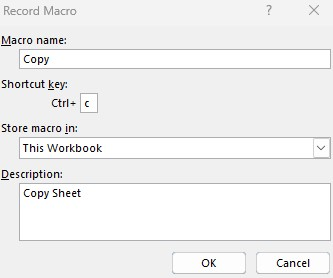 Record Macro ? ×
Macro name:
Copy
Shortcut key:
Ctrl+ c
Store macro in:
This Workbook
Description:
Copy Sheet
OK Cancel